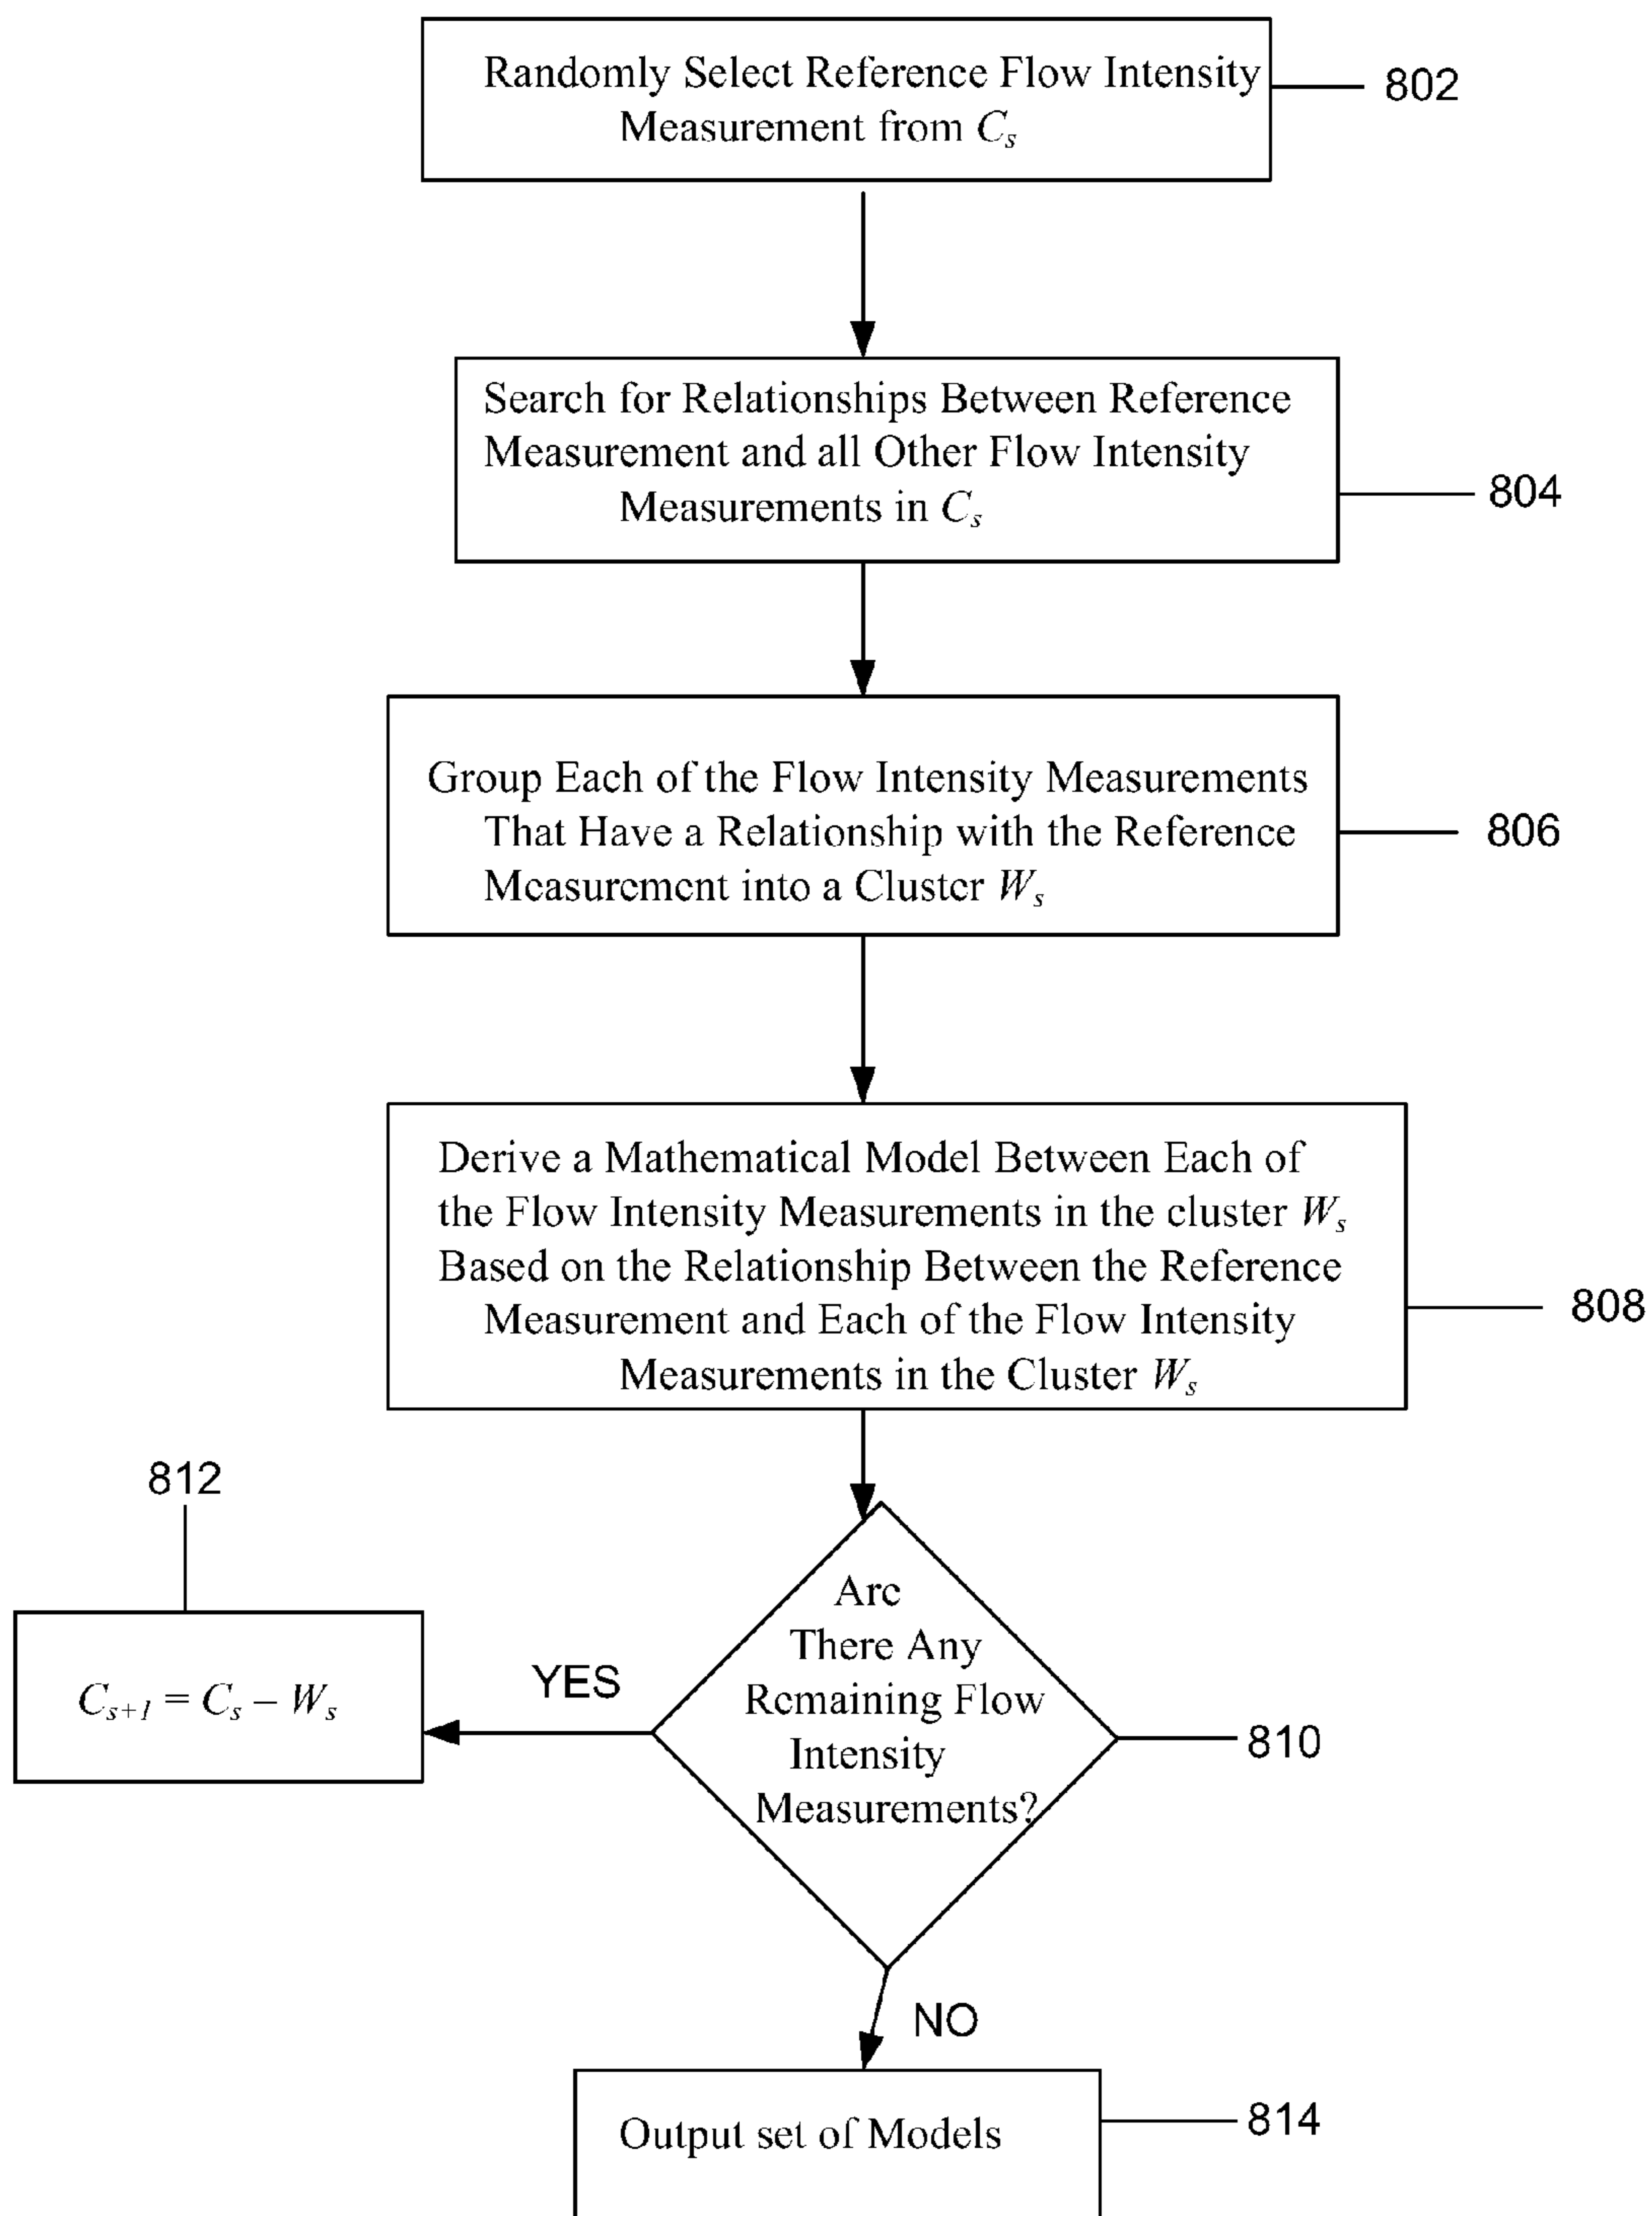 Randomly Select Reference Flow Intensity
Measurement from Cₛ
802
Search for Relationships Between Reference
Measurement and all Other Flow Intensity
Measurements in Cₛ
804
Group Each of the Flow Intensity Measurements
That Have a Relationship with the Reference
Measurement into a Cluster Wₛ
806
Derive a Mathematical Model Between Each of
the Flow Intensity Measurements in the cluster Wₛ
Based on the Relationship Between the Reference
Measurement and Each of the Flow Intensity
Measurements in the Cluster Wₛ
808
812
Cₛ₊₁ = Cₛ – Wₛ
YES
Are
There Any
Remaining Flow
Intensity
Measurements?
810
NO
Output set of Models
814